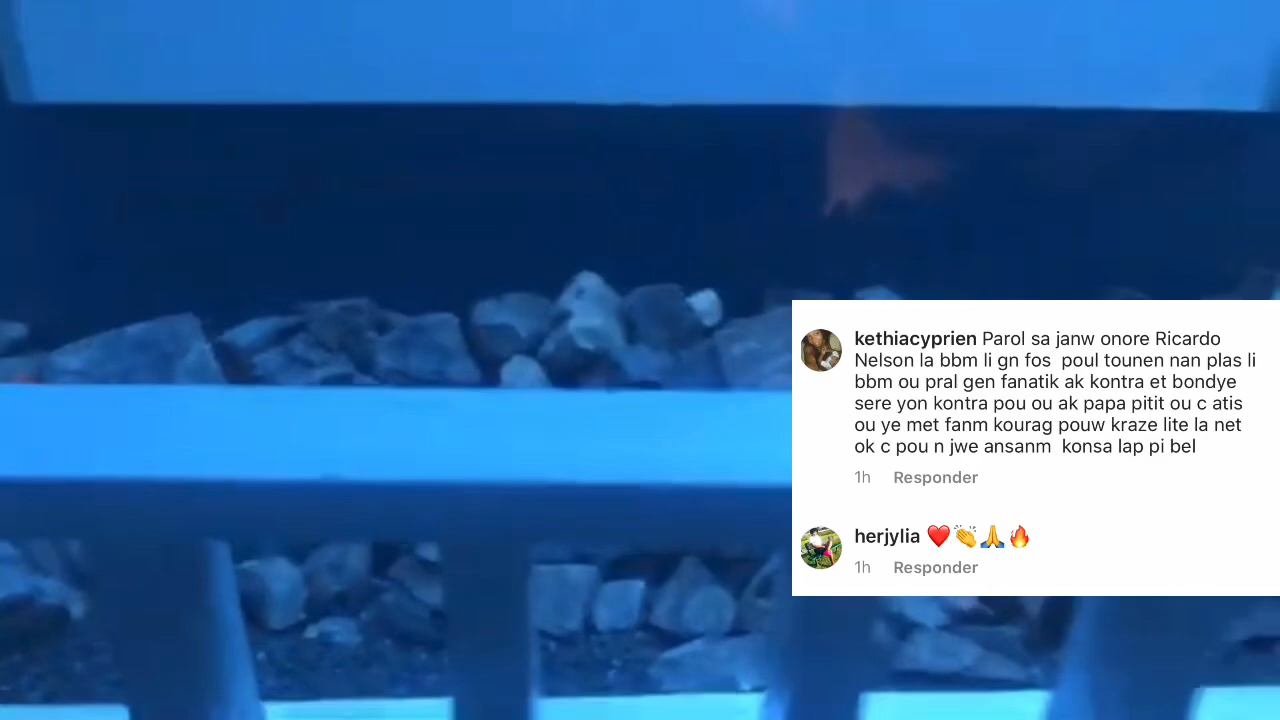 kethiacyprien Parol sa janw onore Ricardo
Nelson la bbm li gn fos  poul tounen nan plas li
bbm ou pral gen fanatik ak kontra et bondye
sere yon kontra pou ou ak papa pitit ou c atis
ou ye met fanm kourag pouw kraze lite la net
ok c pou n jwe ansanm  konsa lap pi bel
1h Responder
herjylia ❤️👏🙏🔥
1h Responder